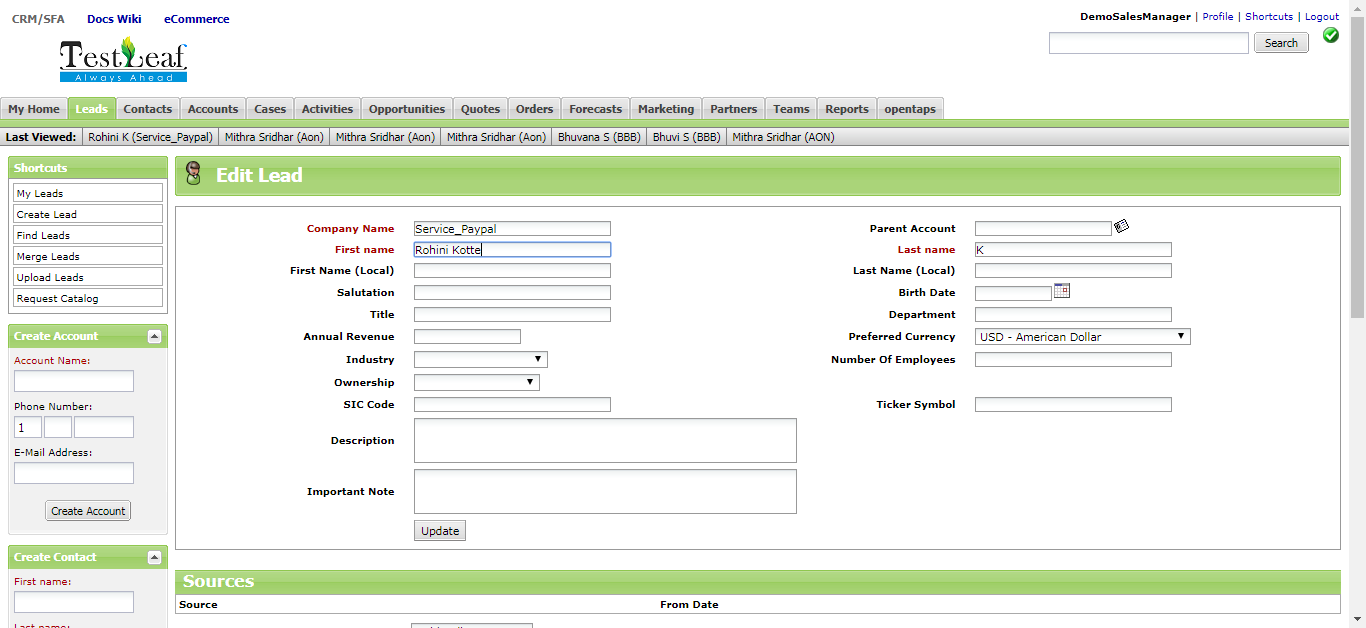 CRM/SFA Docs Wiki eCommerce
DemoSalesManager | Profile | Shortcuts | Logout
TestLeaf
Always Ahead
Search
My Home Leads Contacts Accounts Cases Activities Opportunities Quotes Orders Forecasts Marketing Partners Teams Reports opentaps
Last Viewed: Rohini K (Service_Paypal) Mithra Sridhar (Aon) Mithra Sridhar (Aon) Mithra Sridhar (Aon) Bhuvana S (BBB) Bhuvi S (BBB) Mithra Sridhar (AON)
Shortcuts
My Leads
Create Lead
Find Leads
Merge Leads
Upload Leads
Request Catalog
Create Account
Account Name:
Phone Number:
1
E-Mail Address:
Create Account
Create Contact
First name:
Last name:
Edit Lead
Company Name Service_Paypal Parent Account
First name Rohini Kotte Last name K
First Name (Local) Last Name (Local)
Salutation Birth Date
Title Department
Annual Revenue Preferred Currency USD - American Dollar
Industry Number Of Employees
Ownership
SIC Code Ticker Symbol
Description
Important Note
Update
Sources
Source From Date